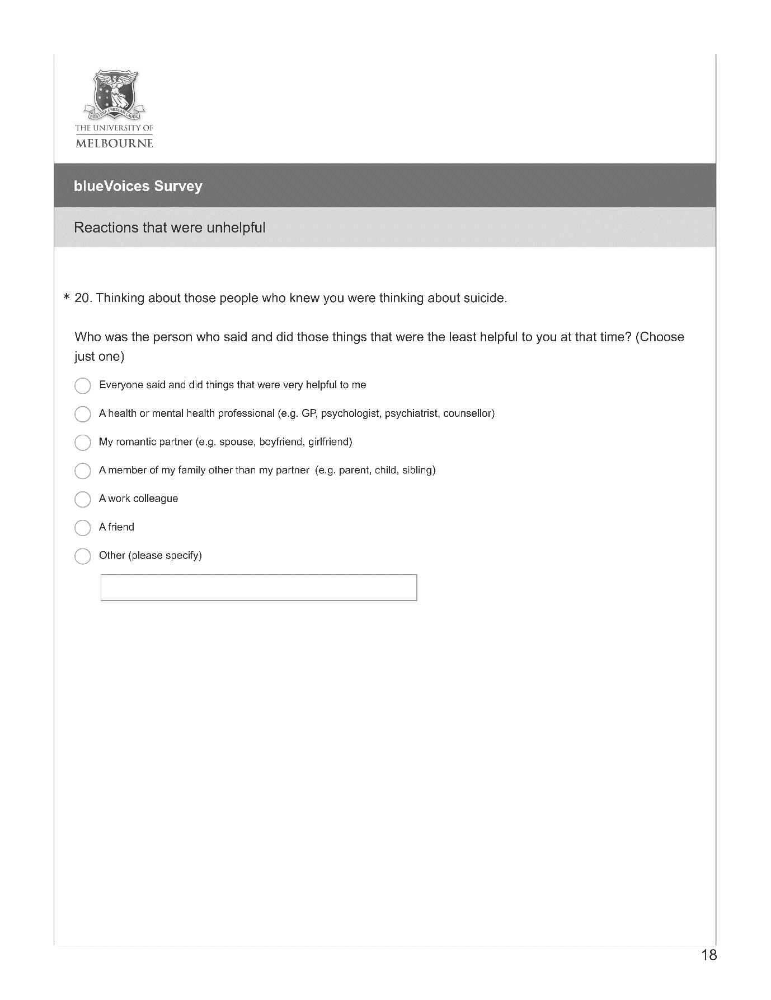 POSTERA CRESCAM LAUDE
THE UNIVERSITY OF
MELBOURNE
blueVoices Survey
Reactions that were unhelpful
* 20. Thinking about those people who knew you were thinking about suicide.
Who was the person who said and did those things that were the least helpful to you at that time? (Choose
just one)
Everyone said and did things that were very helpful to me
A health or mental health professional (e.g. GP, psychologist, psychiatrist, counsellor)
My romantic partner (e.g. spouse, boyfriend, girlfriend)
A member of my family other than my partner  (e.g. parent, child, sibling)
A work colleague
A friend
Other (please specify)
18